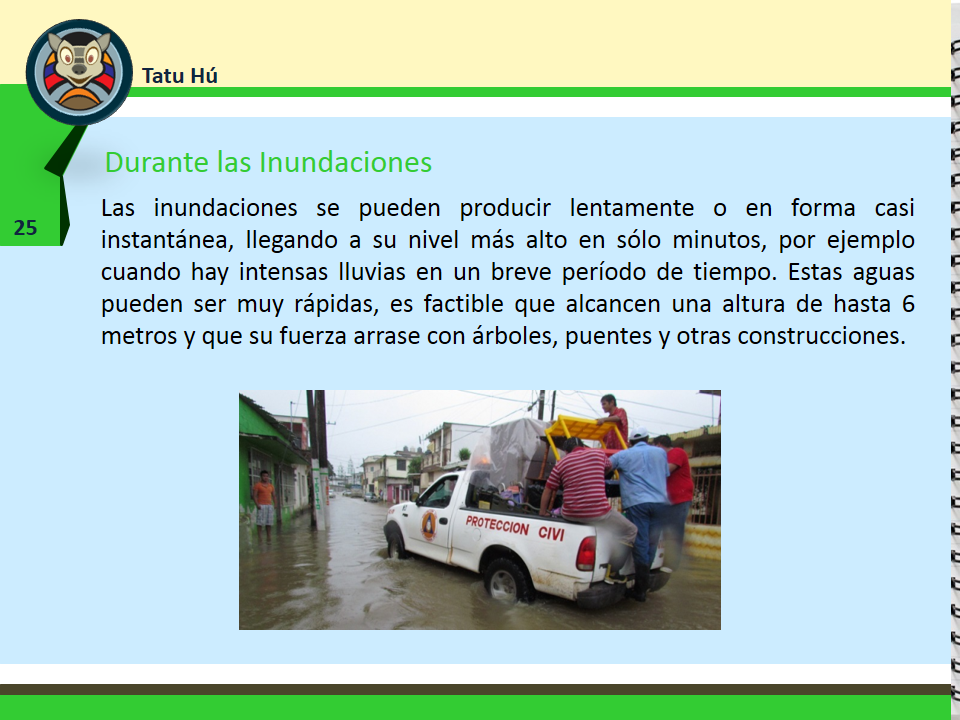 Tatu Hú
Durante las Inundaciones
25
Las inundaciones se pueden producir lentamente o en forma casi
instantánea, llegando a su nivel más alto en sólo minutos, por ejemplo
cuando hay intensas lluvias en un breve período de tiempo. Estas aguas
pueden ser muy rápidas, es factible que alcancen una altura de hasta 6
metros y que su fuerza arrase con árboles, puentes y otras construcciones.
PROTECCION CIVI